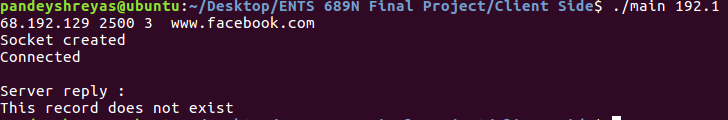 pandeyshreyas@ubuntu:~/Desktop/ENTS 689N Final Project/Client Side$ ./main 192.1
68.192.129 2500 3  www.facebook.com
Socket created
Connected
Server reply :
This record does not exist